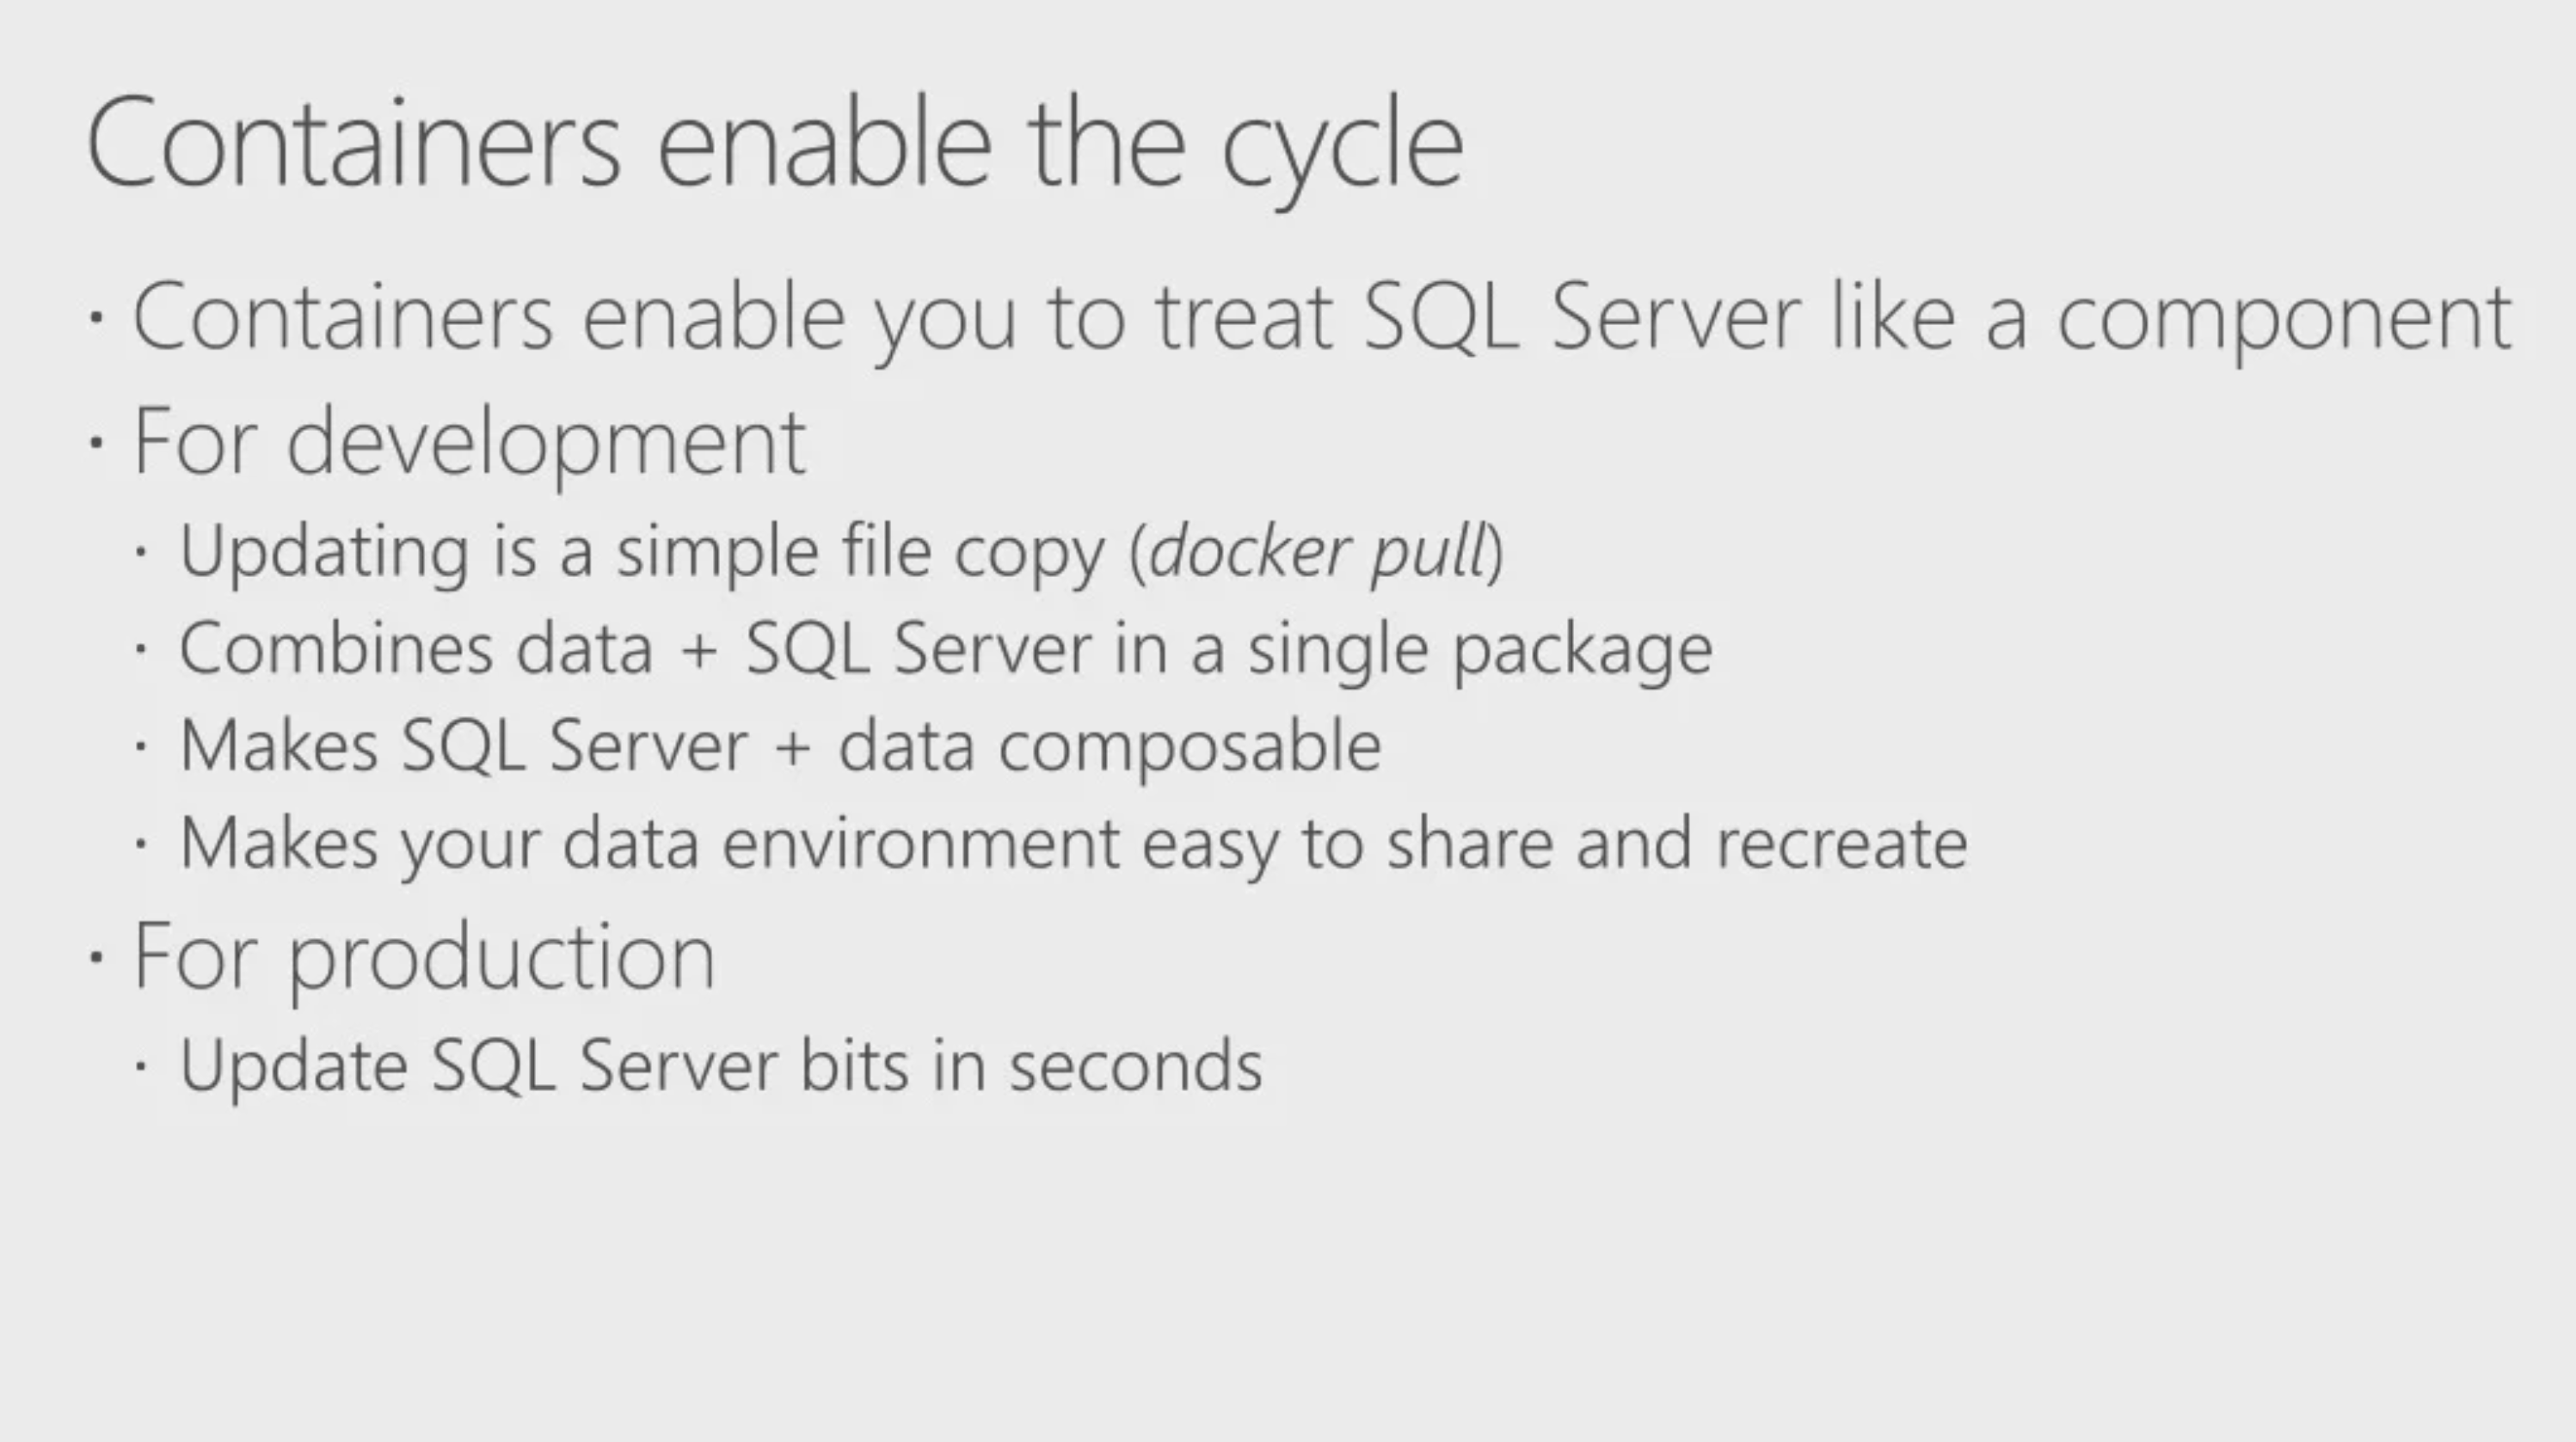 Containers enable the cycle
· Containers enable you to treat SQL Server like a component
· For development
· Updating is a simple file copy (docker pull)
· Combines data + SQL Server in a single package
· Makes SQL Server + data composable
· Makes your data environment easy to share and recreate
· For production
· Update SQL Server bits in seconds